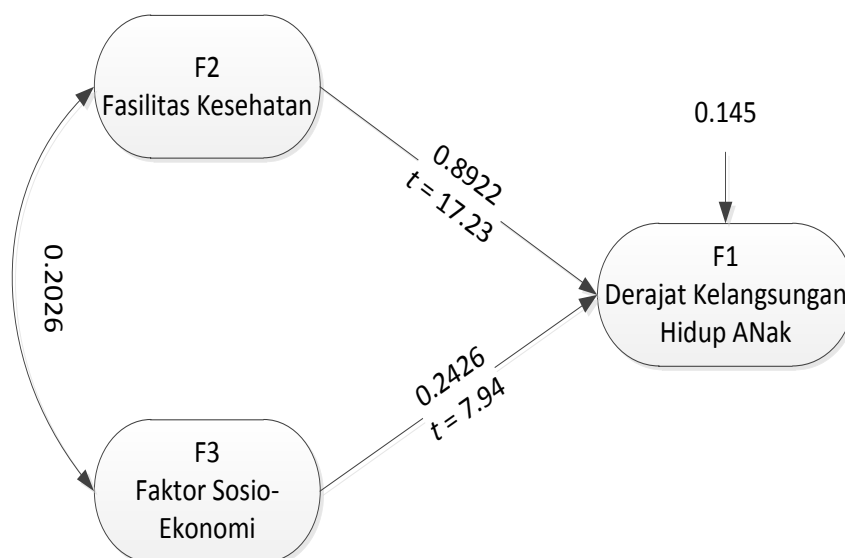 F2
Fasilitas Kesehatan
0.145
0.8922
t = 17.23
F1
Derajat Kelangsungan
Hidup ANak
0.2026
0.2426
t = 7.94
F3
Faktor Sosio-
Ekonomi